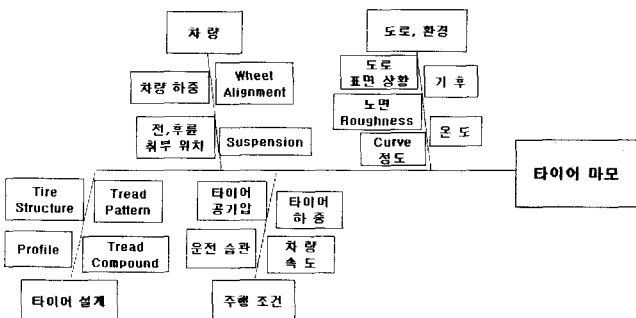 차 량
도로, 환경
차량 하중
Wheel
Alignment
전,후륜
취부 위치
Suspension
도로
표면 상황
기 후
노면
Roughness
온 도
Curve
정도
타이어 마모
Tire
Structure
Tread
Pattern
Profile
Tread
Compound
타이어 설계
타이어
공기압
타이어
하 중
운전 습관
차 량
속 도
주행 조건